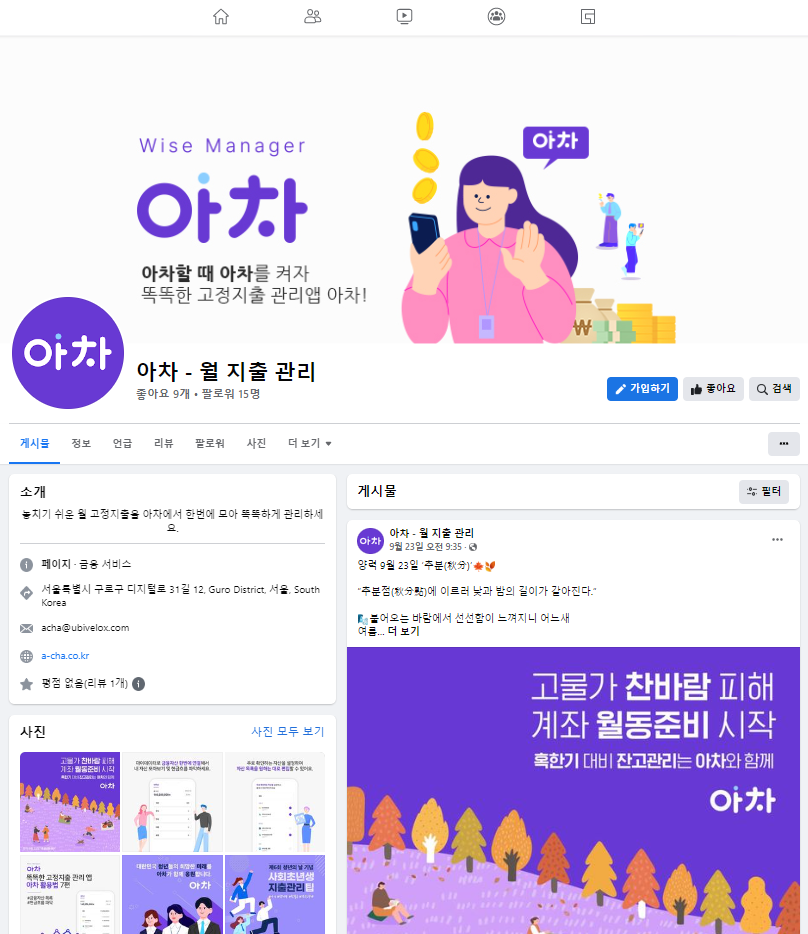 Wise Manager
아차
아차
아차할 때 아차를 켜자
똑똑한 고정지출 관리앱 아차!
아차
아차 - 월 지출 관리
좋아요 9개 • 팔로워 15명
가입하기
좋아요
검색
게시물
정보
언급
리뷰
팔로워
사진
더 보기
소개
놓치기 쉬운 월 고정지출을 아차에서 한번에 모아 똑똑하게 관리하세
요.
페이지 · 금융 서비스
서울특별시 구로구 디지털로 31길 12, Guro District, 서울, South
Korea
acha@ubivelox.com
a-cha.co.kr
평점 없음(리뷰 1개)
사진
사진 모두 보기
고물가 찬바람 피해
계좌 월동준비 시작
혹한기 대비 잔고관리는 아차와 함께
아차
아차
똑똑한 고정지출 관리 앱
아차 활용법 7편
대한민국 청년들의 희망찬 미래를
아차가 함께 응원합니다.
아차
제6회 청년의 날 기념
사회초년생
지출관리 팁
게시물
필터
아차
아차 - 월 지출 관리
9월 23일 오전 9:35
양력 9월 23일 '추분(秋分)'
"추분점(秋分點)에 이르러 낮과 밤의 길이가 같아진다."
불어오는 바람에서 선선함이 느껴지니 어느새
여름... 더 보기
고물가 찬바람 피해
계좌 월동준비 시작
혹한기 대비 잔고관리는 아차와 함께
아차